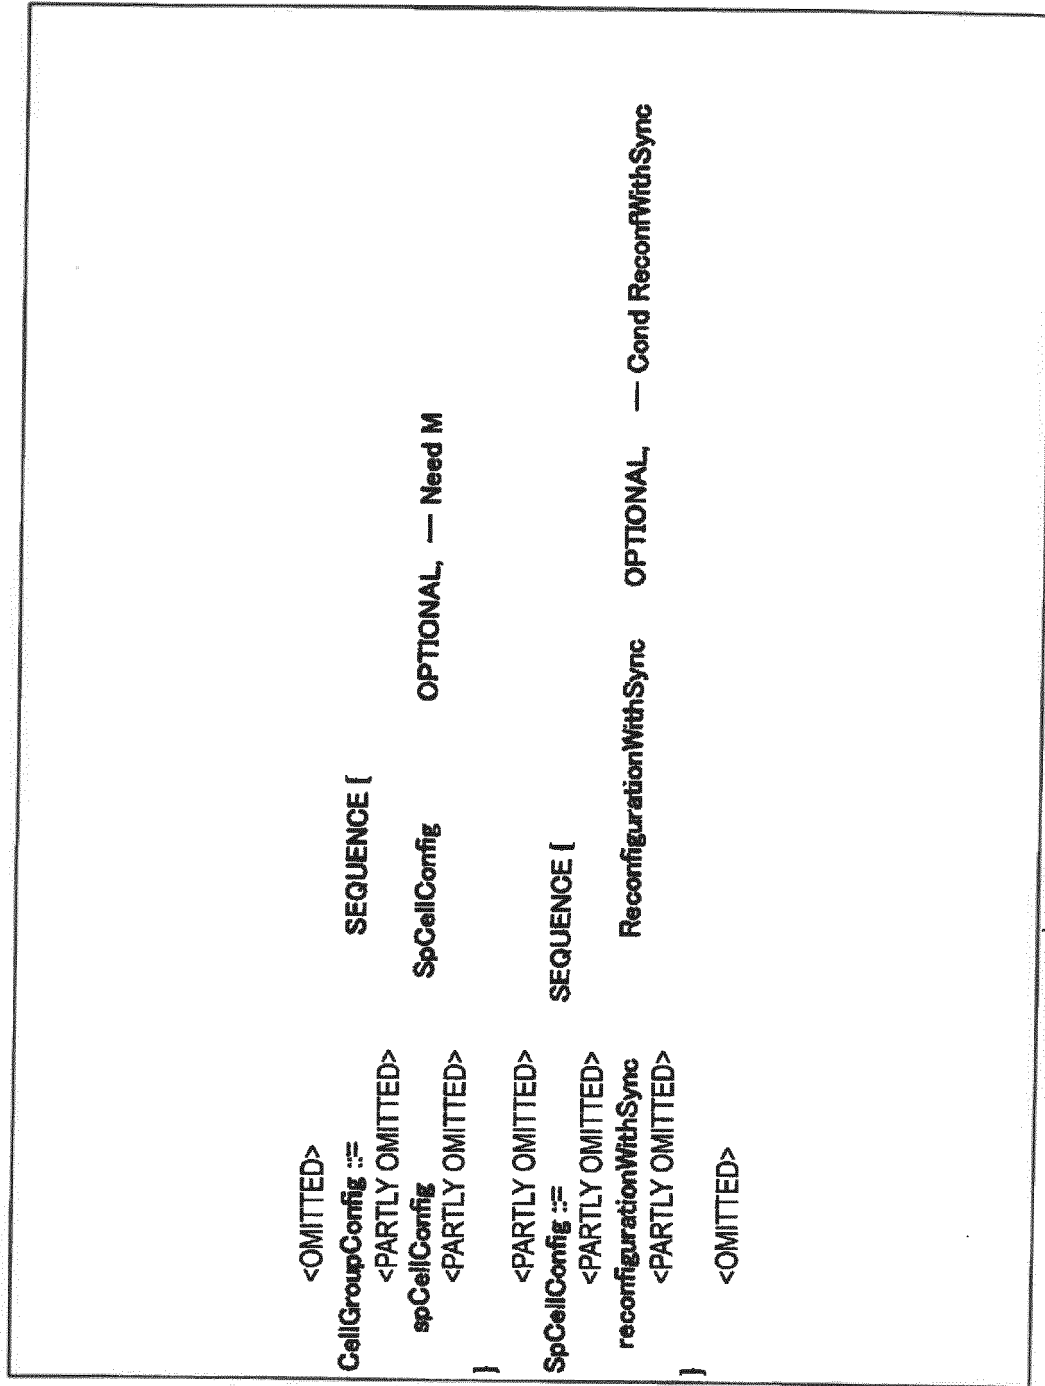 <OMITTED>
CellGroupConfig ::= SEQUENCE {
<PARTLY OMITTED>
spCellConfig SpCellConfig OPTIONAL, — Need M
<PARTLY OMITTED>
}
<PARTLY OMITTED>
SpCellConfig ::= SEQUENCE {
<PARTLY OMITTED>
reconfigurationWithSync ReconfigurationWithSync OPTIONAL, — Cond ReconfWithSync
<PARTLY OMITTED>
}
<OMITTED>